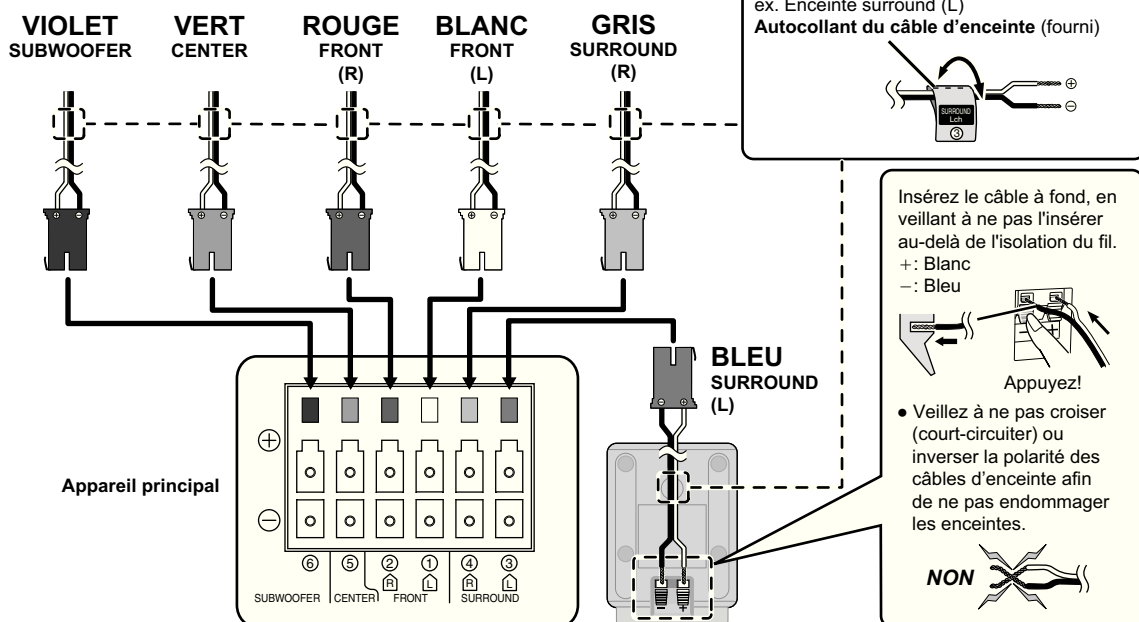 ex. Enceinte surround (L)
Autocollant du câble d’enceinte (fourni)
VIOLET
SUBWOOFER
VERT
CENTER
ROUGE
FRONT
(R)
BLANC
FRONT
(L)
GRIS
SURROUND
(R)
⊕
⊖
SURROUND
Lch
③
⊕ ⊖
⊕ ⊖
⊕ ⊖
⊕ ⊖
⊕ ⊖
Insérez le câble à fond, en
veillant à ne pas l'insérer
au-delà de l'isolation du fil.
+: Blanc
−: Bleu
− +
Appuyez!
● Veillez à ne pas croiser
(court-circuiter) ou
inverser la polarité des
câbles d’enceinte afin
de ne pas endommager
les enceintes.
NON
BLEU
SURROUND
(L)
⊖ ⊕
− +
Appareil principal
⊕
⊖
⑥ ⑤ ② ① ④ ③
R L R L
SUBWOOFER CENTER FRONT SURROUND